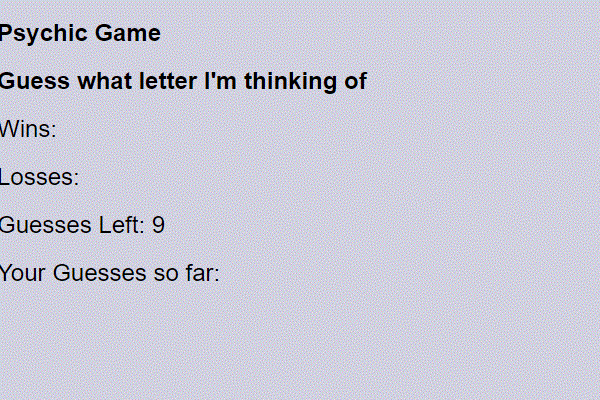 Psychic Game
Guess what letter I'm thinking of
Wins:
Losses:
Guesses Left: 9
Your Guesses so far: